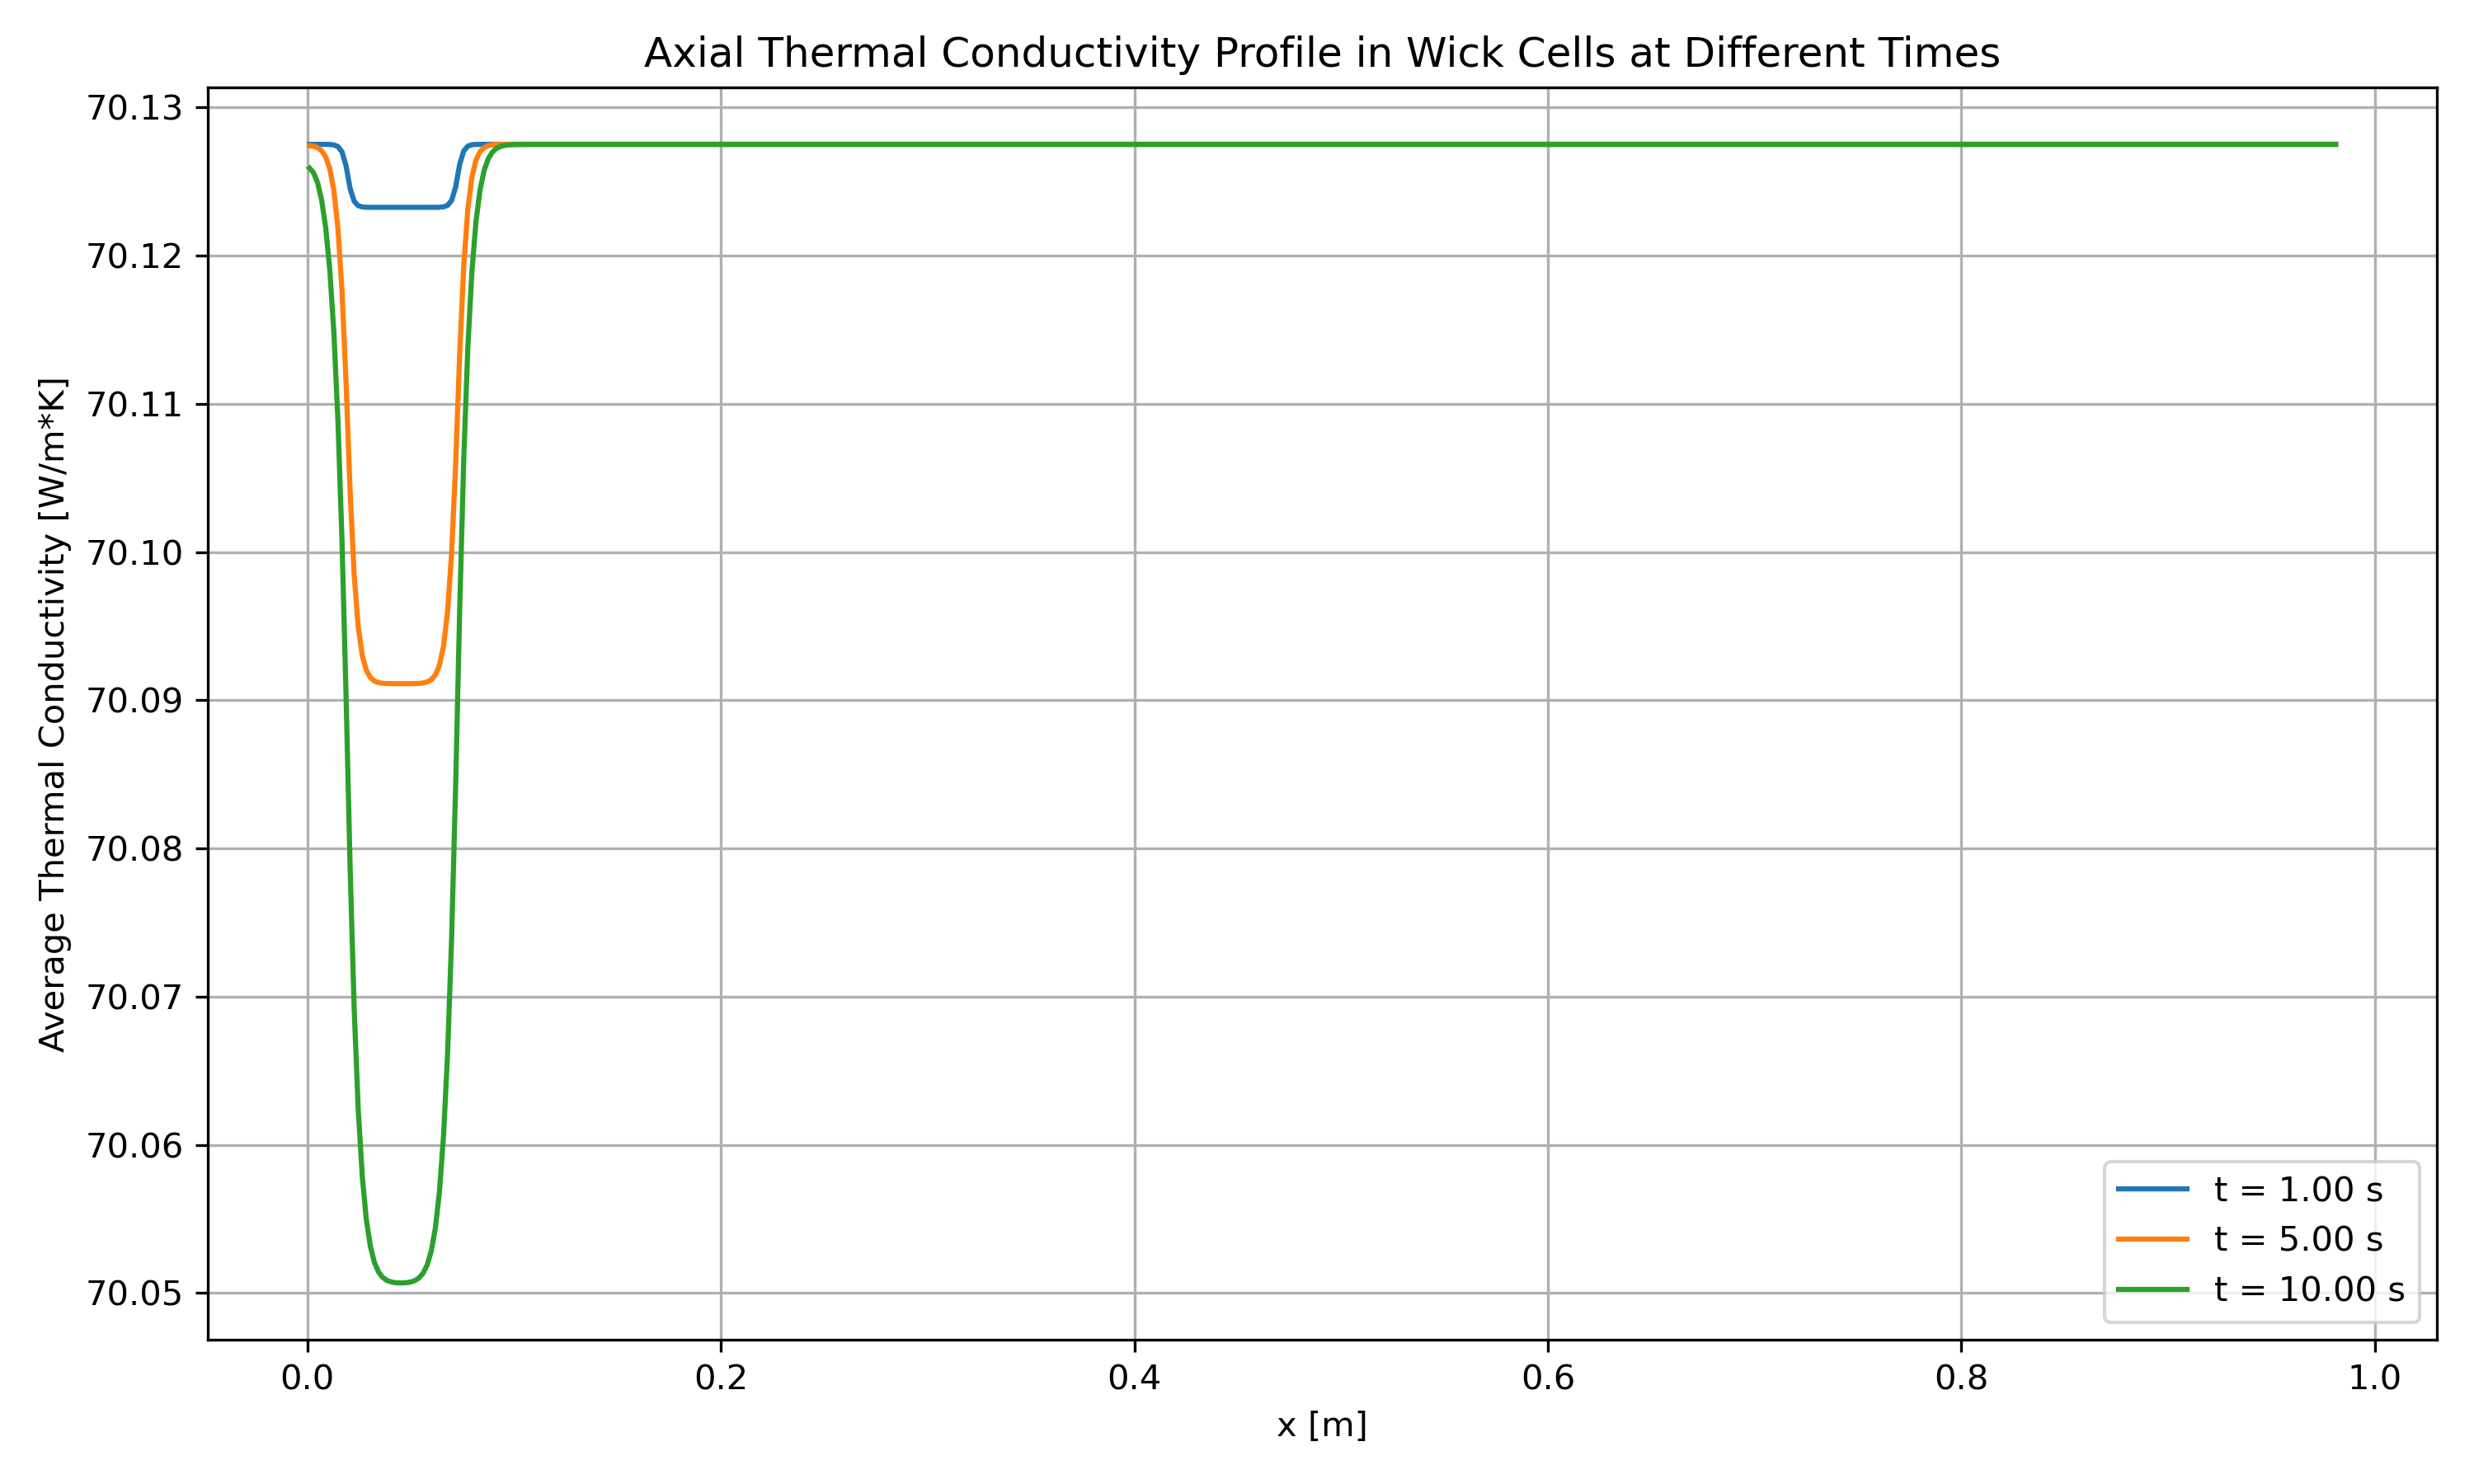 Axial Thermal Conductivity Profile in Wick Cells at Different Times
Average Thermal Conductivity [W/m*K]
70.13
70.12
70.11
70.10
70.09
70.08
70.07
70.06
70.05
0.0
0.2
0.4
0.6
0.8
1.0
x [m]
t = 1.00 s
t = 5.00 s
t = 10.00 s